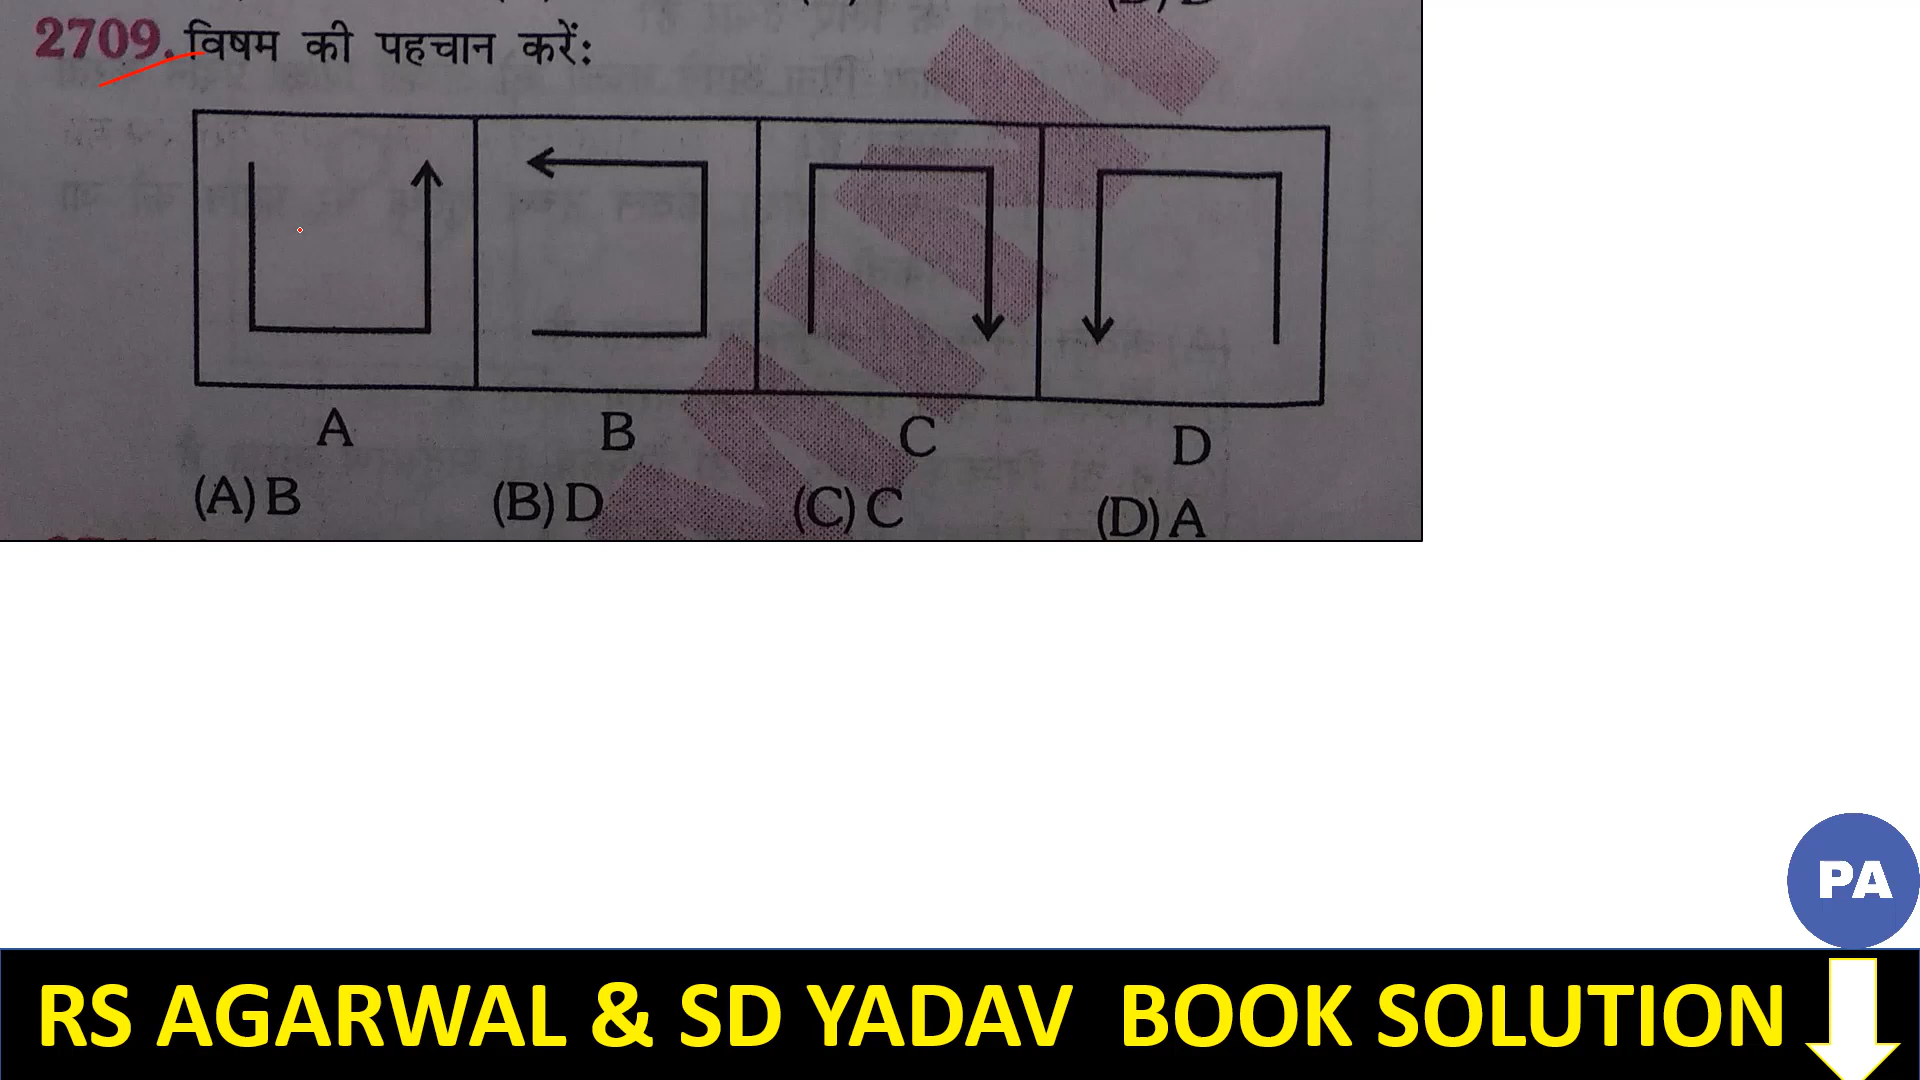 2709. विषम की पहचान करें:
A B C D
(A) B (B) D (C) C (D) A
PA
RS AGARWAL & SD YADAV BOOK SOLUTION